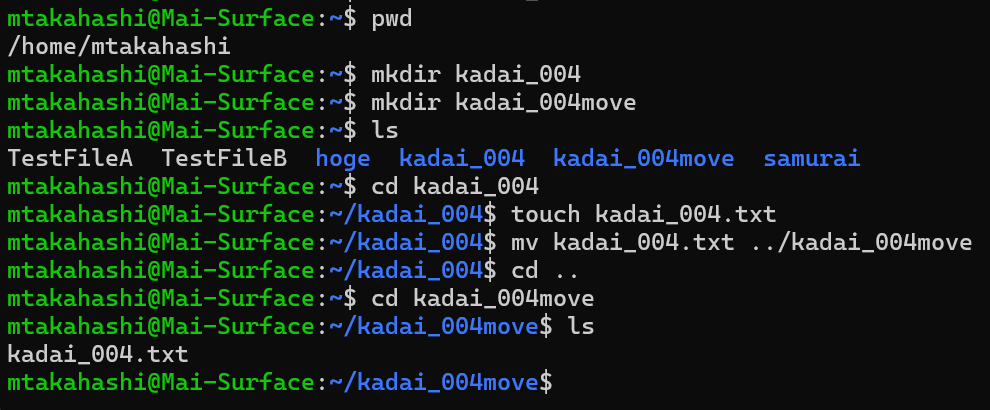 mtakahashi@Mai-Surface:~$ pwd
/home/mtakahashi
mtakahashi@Mai-Surface:~$ mkdir kadai_004
mtakahashi@Mai-Surface:~$ mkdir kadai_004move
mtakahashi@Mai-Surface:~$ ls
TestFileA  TestFileB  hoge  kadai_004  kadai_004move  samurai
mtakahashi@Mai-Surface:~$ cd kadai_004
mtakahashi@Mai-Surface:~/kadai_004$ touch kadai_004.txt
mtakahashi@Mai-Surface:~/kadai_004$ mv kadai_004.txt ../kadai_004move
mtakahashi@Mai-Surface:~/kadai_004$ cd ..
mtakahashi@Mai-Surface:~$ cd kadai_004move
mtakahashi@Mai-Surface:~/kadai_004move$ ls
kadai_004.txt
mtakahashi@Mai-Surface:~/kadai_004move$